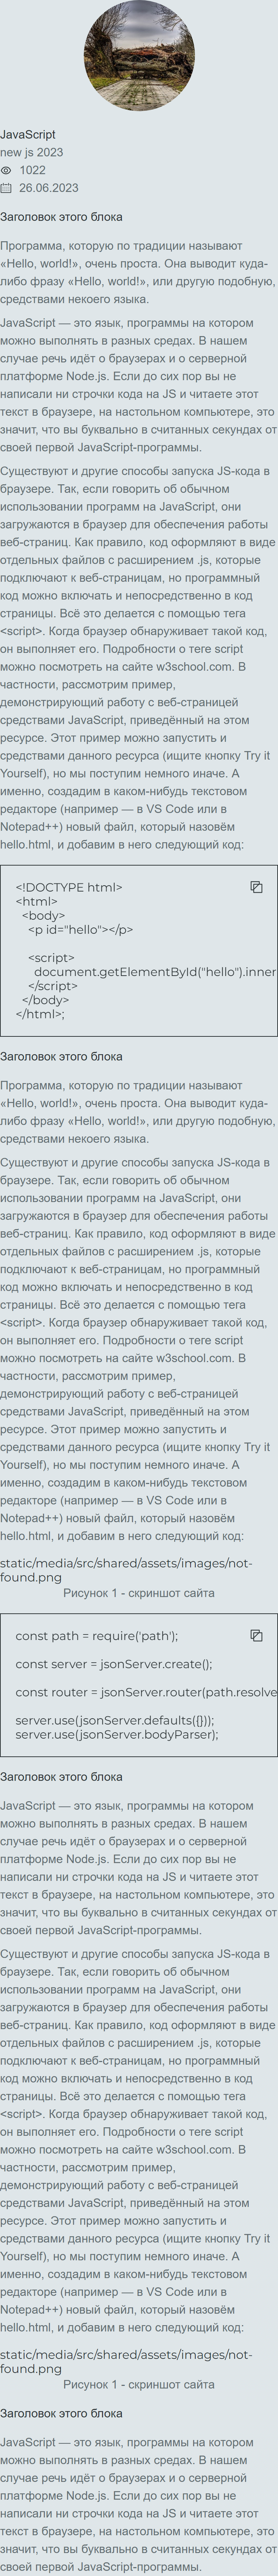 JavaScript
new js 2023
1022
26.06.2023
Заголовок этого блока
Программа, которую по традиции называют
«Hello, world!», очень проста. Она выводит куда-
либо фразу «Hello, world!», или другую подобную,
средствами некоего языка.
JavaScript — это язык, программы на котором
можно выполнять в разных средах. В нашем
случае речь идёт о браузерах и о серверной
платформе Node.js. Если до сих пор вы не
написали ни строчки кода на JS и читаете этот
текст в браузере, на настольном компьютере, это
значит, что вы буквально в считанных секундах от
своей первой JavaScript-программы.
Существуют и другие способы запуска JS-кода в
браузере. Так, если говорить об обычном
использовании программ на JavaScript, они
загружаются в браузер для обеспечения работы
веб-страниц. Как правило, код оформляют в виде
отдельных файлов с расширением .js, которые
подключают к веб-страницам, но программный
код можно включать и непосредственно в код
страницы. Всё это делается с помощью тега
<script>. Когда браузер обнаруживает такой код,
он выполняет его. Подробности о теге script
можно посмотреть на сайте w3school.com. В
частности, рассмотрим пример,
демонстрирующий работу с веб-страницей
средствами JavaScript, приведённый на этом
ресурсе. Этот пример можно запустить и
средствами данного ресурса (ищите кнопку Try it
Yourself), но мы поступим немного иначе. А
именно, создадим в каком-нибудь текстовом
редакторе (например — в VS Code или в
Notepad++) новый файл, который назовём
hello.html, и добавим в него следующий код:
<!DOCTYPE html>
<html>
<body>
<p id="hello"></p>
<script>
document.getElementById("hello").inner
</script>
</body>
</html>;
Заголовок этого блока
Программа, которую по традиции называют
«Hello, world!», очень проста. Она выводит куда-
либо фразу «Hello, world!», или другую подобную,
средствами некоего языка.
Существуют и другие способы запуска JS-кода в
браузере. Так, если говорить об обычном
использовании программ на JavaScript, они
загружаются в браузер для обеспечения работы
веб-страниц. Как правило, код оформляют в виде
отдельных файлов с расширением .js, которые
подключают к веб-страницам, но программный
код можно включать и непосредственно в код
страницы. Всё это делается с помощью тега
<script>. Когда браузер обнаруживает такой код,
он выполняет его. Подробности о теге script
можно посмотреть на сайте w3school.com. В
частности, рассмотрим пример,
демонстрирующий работу с веб-страницей
средствами JavaScript, приведённый на этом
ресурсе. Этот пример можно запустить и
средствами данного ресурса (ищите кнопку Try it
Yourself), но мы поступим немного иначе. А
именно, создадим в каком-нибудь текстовом
редакторе (например — в VS Code или в
Notepad++) новый файл, который назовём
hello.html, и добавим в него следующий код:
static/media/src/shared/assets/images/not-
found.png
Рисунок 1 - скриншот сайта
const path = require('path');
const server = jsonServer.create();
const router = jsonServer.router(path.resolve
server.use(jsonServer.defaults({}));
server.use(jsonServer.bodyParser);
Заголовок этого блока
JavaScript — это язык, программы на котором
можно выполнять в разных средах. В нашем
случае речь идёт о браузерах и о серверной
платформе Node.js. Если до сих пор вы не
написали ни строчки кода на JS и читаете этот
текст в браузере, на настольном компьютере, это
значит, что вы буквально в считанных секундах от
своей первой JavaScript-программы.
Существуют и другие способы запуска JS-кода в
браузере. Так, если говорить об обычном
использовании программ на JavaScript, они
загружаются в браузер для обеспечения работы
веб-страниц. Как правило, код оформляют в виде
отдельных файлов с расширением .js, которые
подключают к веб-страницам, но программный
код можно включать и непосредственно в код
страницы. Всё это делается с помощью тега
<script>. Когда браузер обнаруживает такой код,
он выполняет его. Подробности о теге script
можно посмотреть на сайте w3school.com. В
частности, рассмотрим пример,
демонстрирующий работу с веб-страницей
средствами JavaScript, приведённый на этом
ресурсе. Этот пример можно запустить и
средствами данного ресурса (ищите кнопку Try it
Yourself), но мы поступим немного иначе. А
именно, создадим в каком-нибудь текстовом
редакторе (например — в VS Code или в
Notepad++) новый файл, который назовём
hello.html, и добавим в него следующий код:
static/media/src/shared/assets/images/not-
found.png
Рисунок 1 - скриншот сайта
Заголовок этого блока
JavaScript — это язык, программы на котором
можно выполнять в разных средах. В нашем
случае речь идёт о браузерах и о серверной
платформе Node.js. Если до сих пор вы не
написали ни строчки кода на JS и читаете этот
текст в браузере, на настольном компьютере, это
значит, что вы буквально в считанных секундах от
своей первой JavaScript-программы.